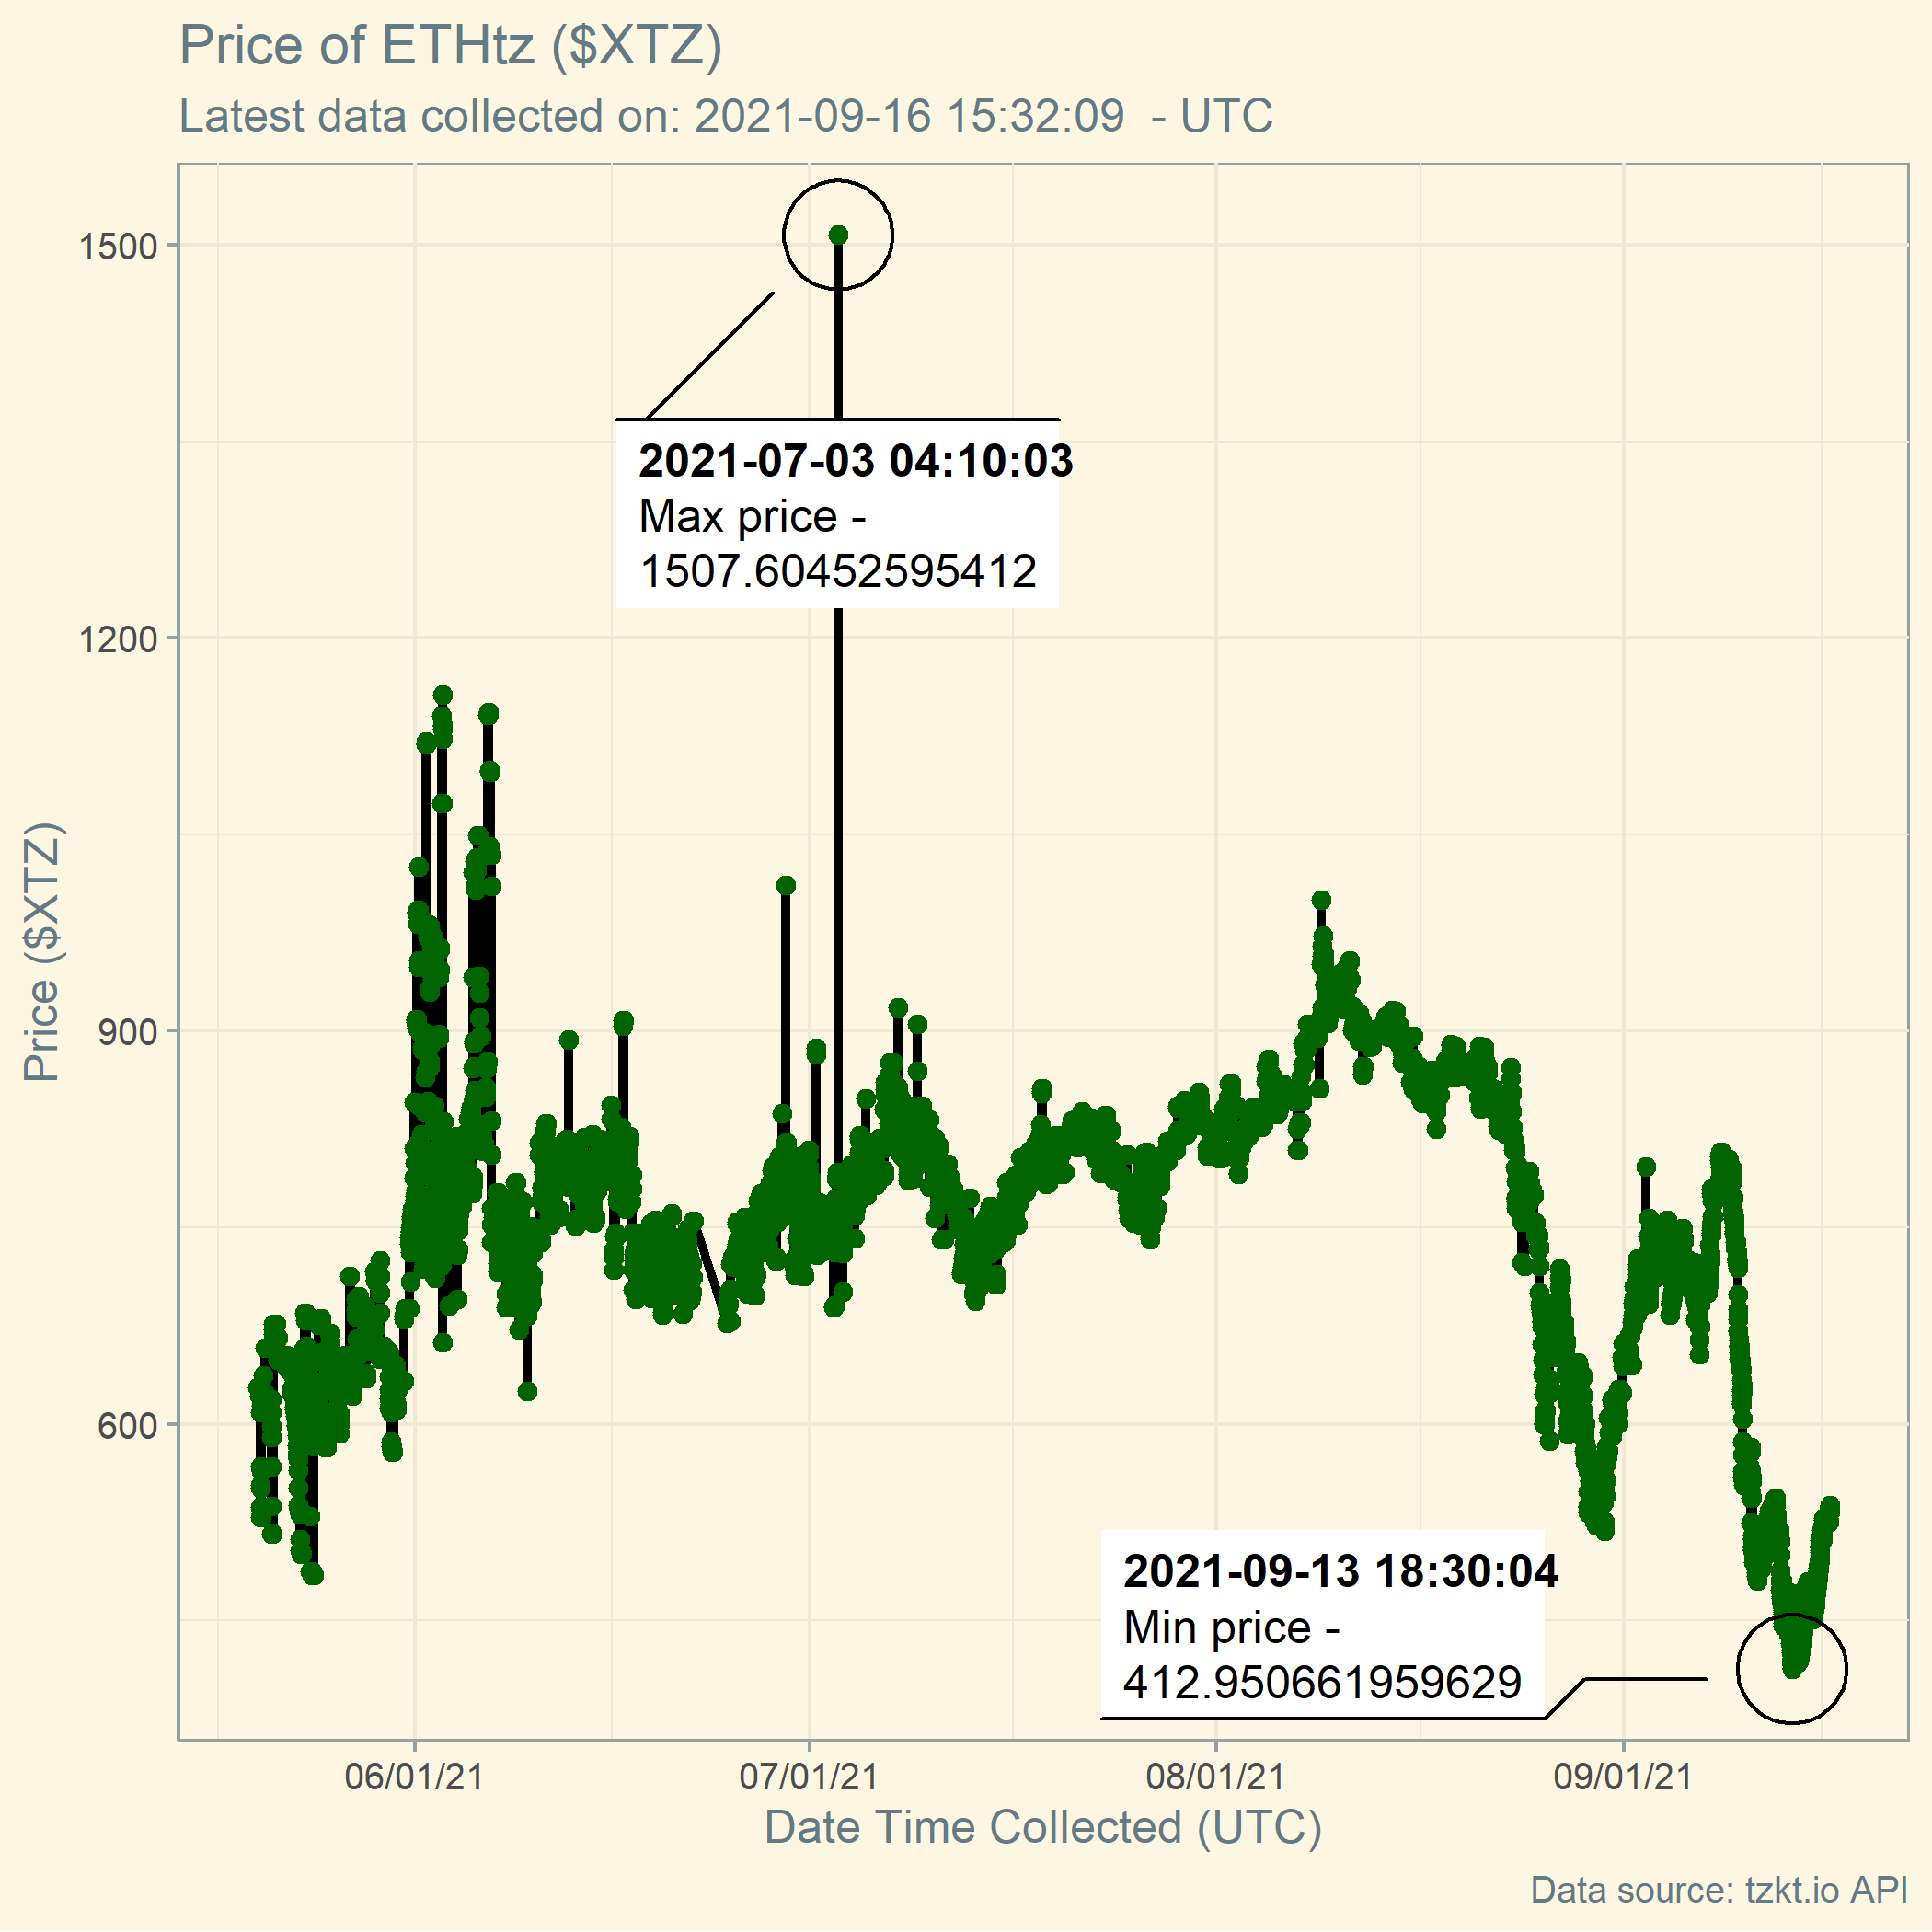 Price of ETHtz ($XTZ)
Latest data collected on: 2021-09-16 15:32:09  - UTC
1500
1200
900
600
Price ($XTZ)
2021-07-03 04:10:03
Max price -
1507.60452595412
2021-09-13 18:30:04
Min price -
412.950661959629
06/01/21
07/01/21
08/01/21
09/01/21
Date Time Collected (UTC)
Data source: tzkt.io API